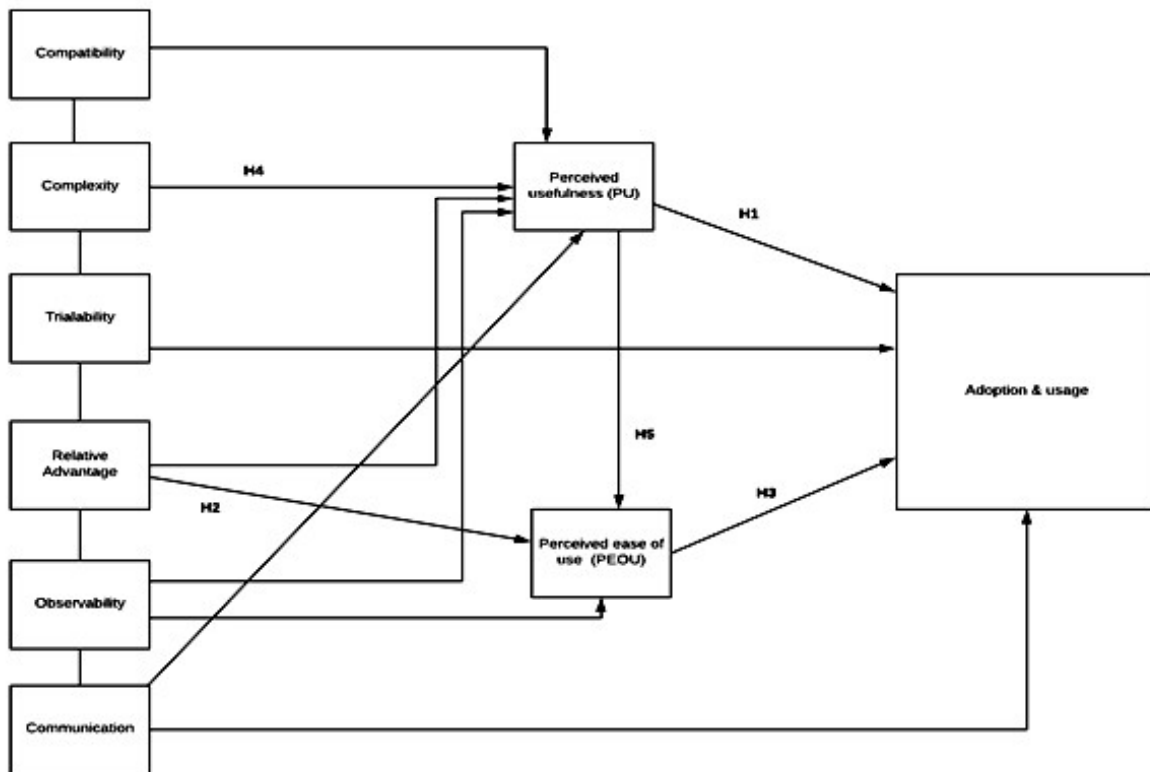 Compatibility
Complexity
H4
Perceived
usefulness (PU)
H1
Trialability
Adoption & usage
Relative
Advantage
H5
H2
H3
Perceived ease of
use (PEOU)
Observability
Communication